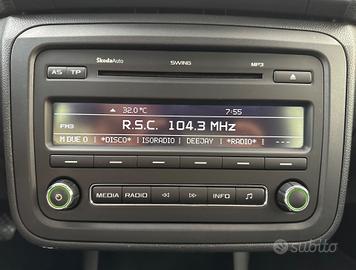 ŠkodaAuto SWING MP3
AS TP
32.0°C 7:55
FM3 R.S.C. 104.3 MHz
M DUE O *DISCO* ISORADIO DEEJAY *RADIO* ---
MEDIA RADIO INFO
subito